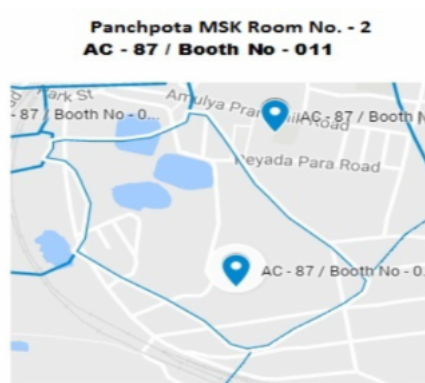 Panchpota MSK Room No. - 2
AC - 87 / Booth No - 011
Park St
Amulya Pramanik Road
- 87 / Booth No - 0...
AC - 87 / Booth N
Peyada Para Road
AC - 87 / Booth No - 0.